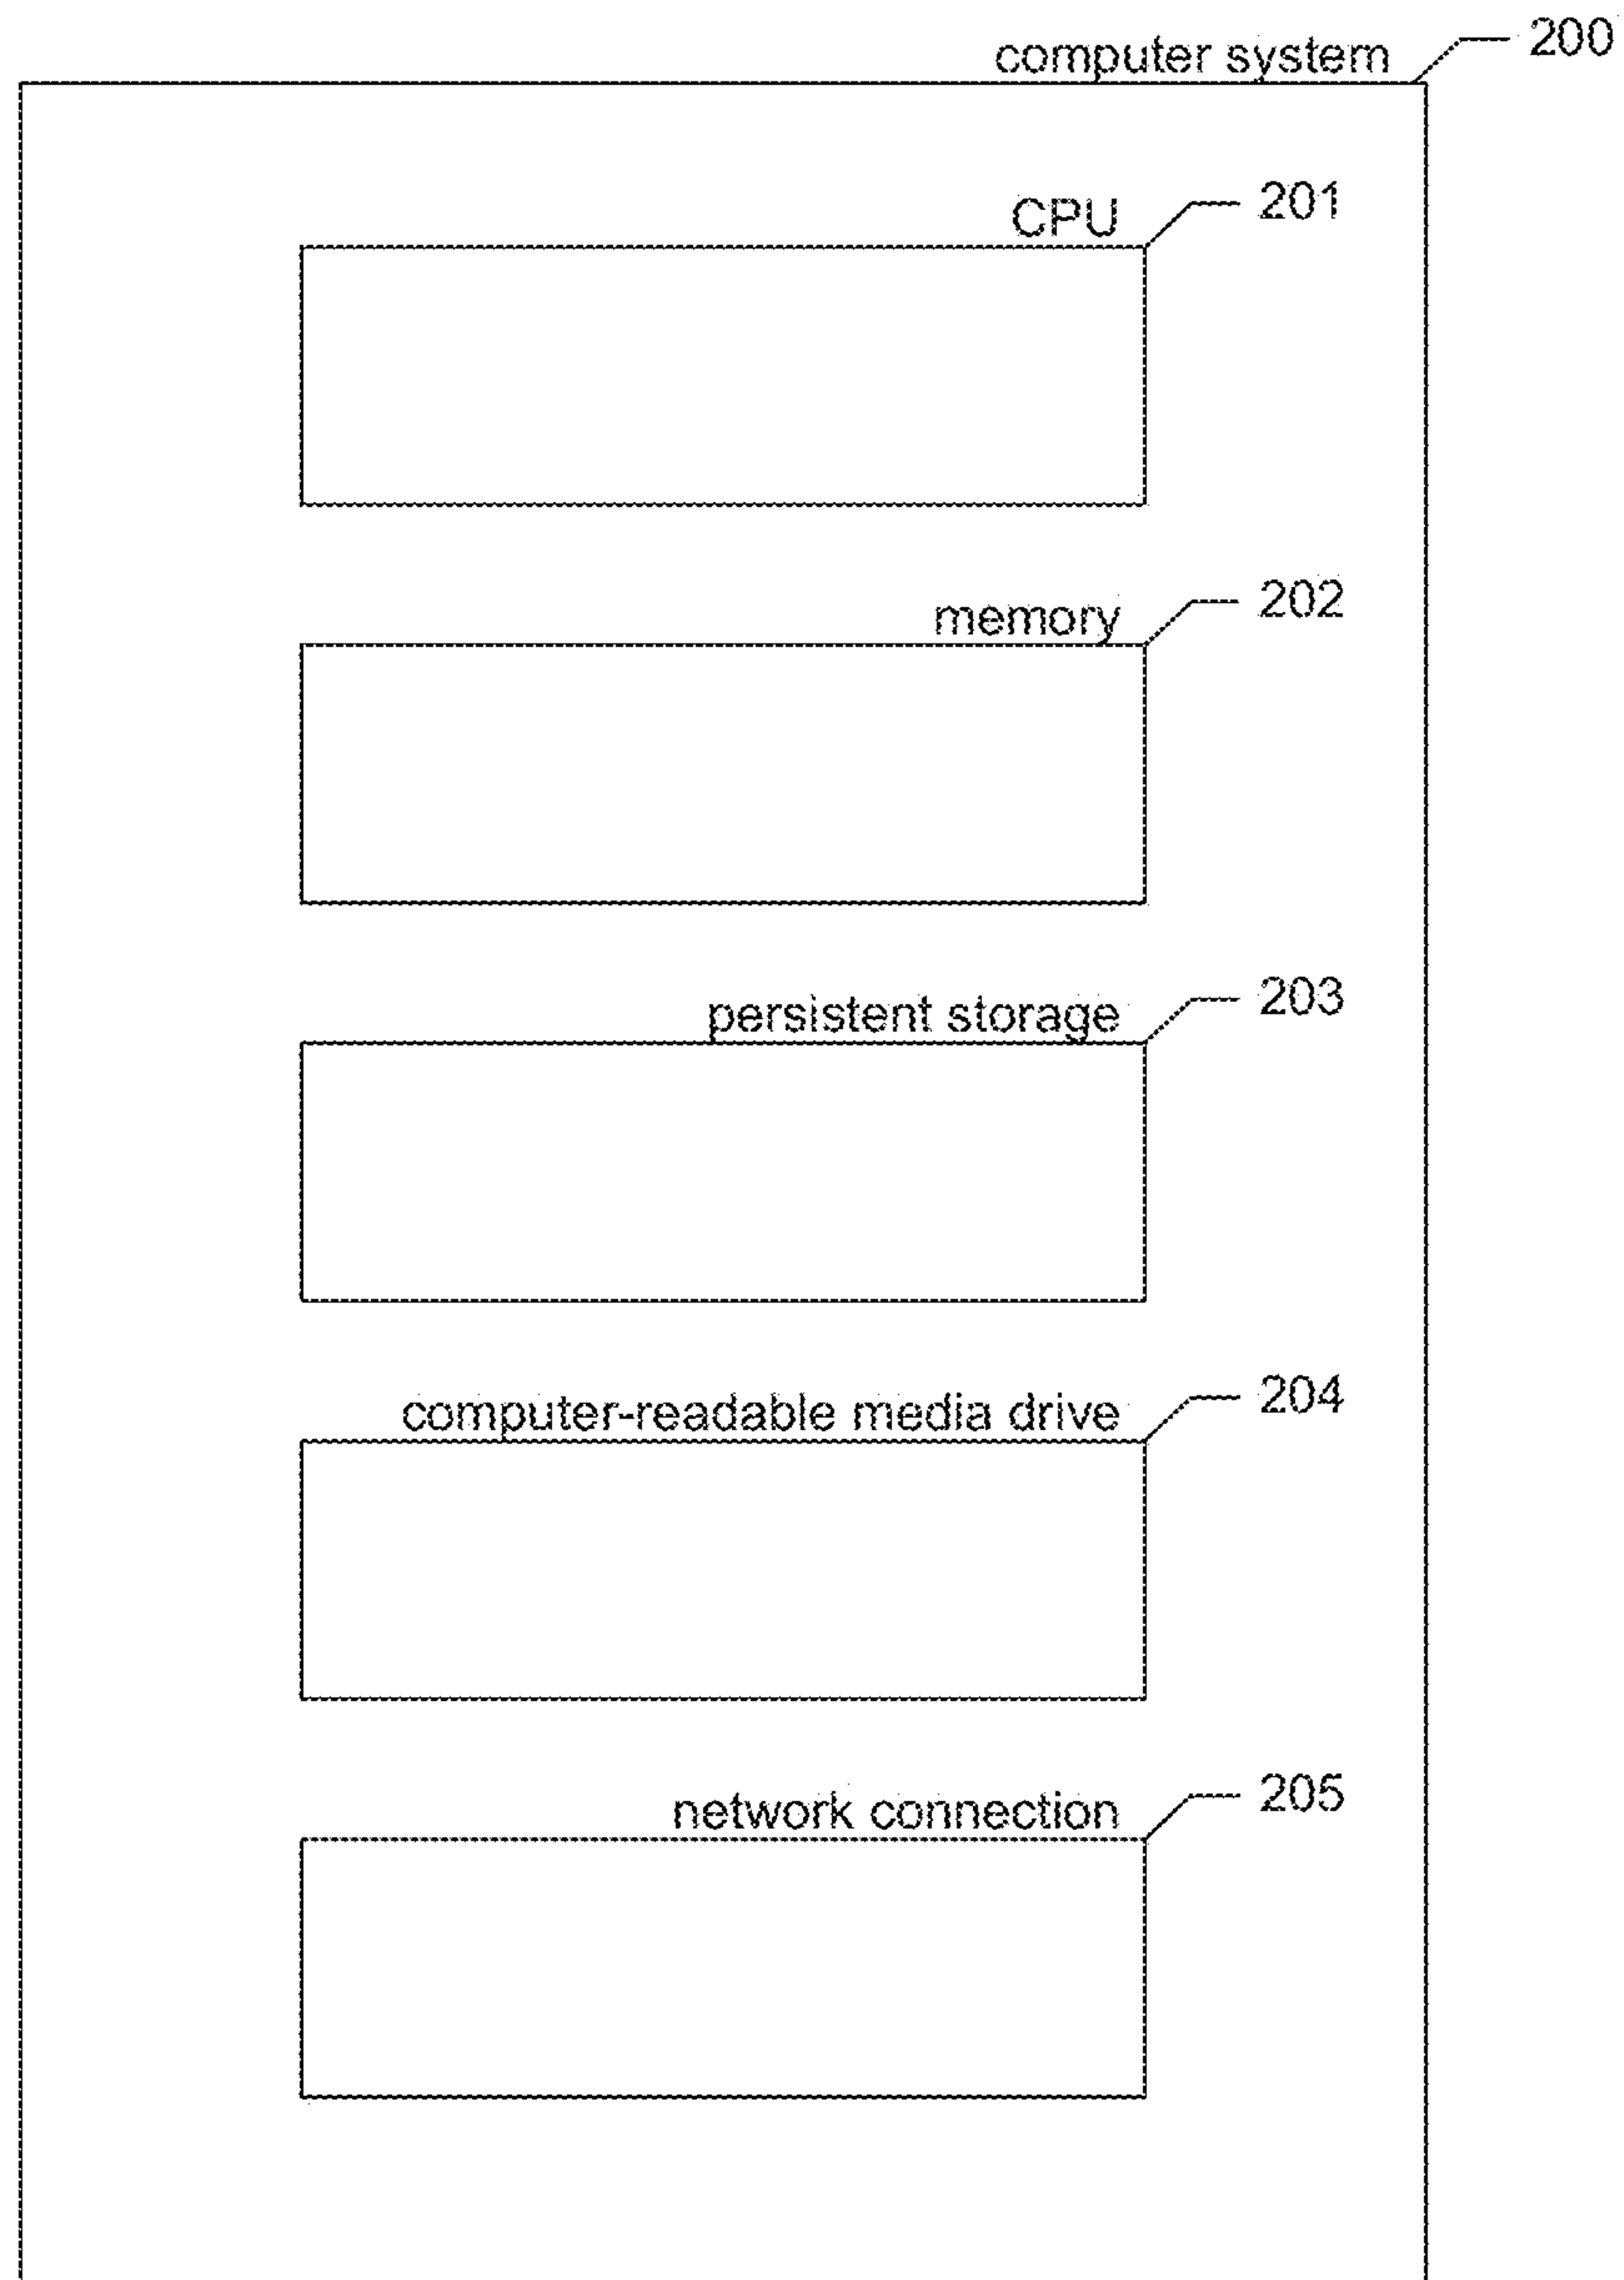 computer system 200
CPU 201
memory 202
persistent storage 203
computer-readable media drive 204
network connection 205